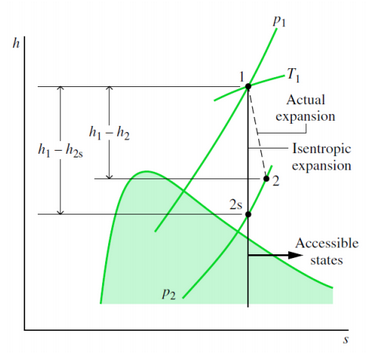 h
p₁
1
T₁
Actual
expansion
h₁ – h₂
h₁ – h₂ₛ
Isentropic
expansion
2
2s
Accessible
states
p₂
s